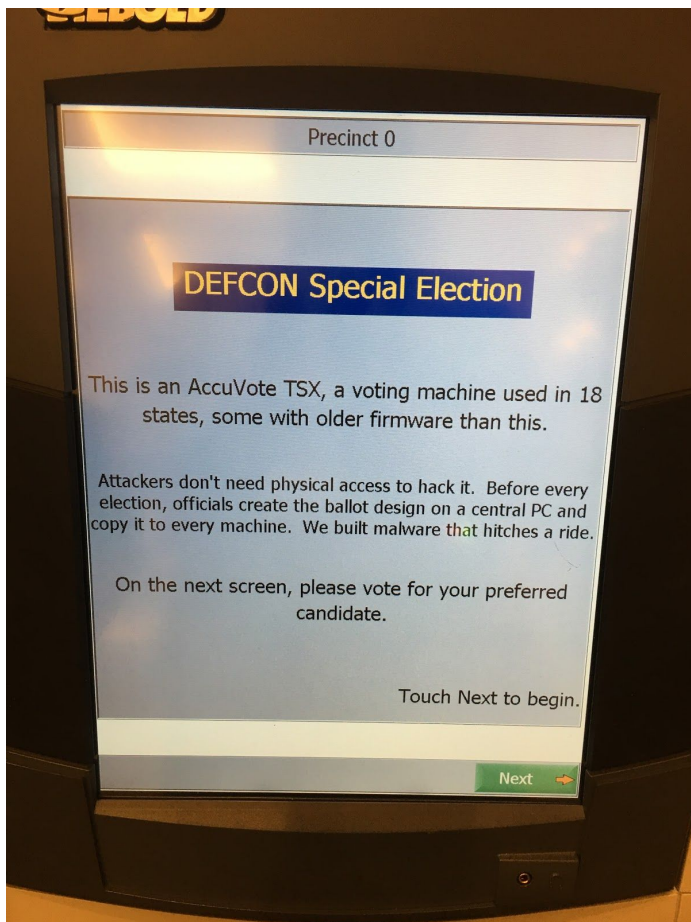 DIEBOLD
Precinct 0
DEFCON Special Election
This is an AccuVote TSX, a voting machine used in 18
states, some with older firmware than this.
Attackers don't need physical access to hack it. Before every
election, officials create the ballot design on a central PC and
copy it to every machine. We built malware that hitches a ride.
On the next screen, please vote for your preferred
candidate.
Touch Next to begin.
Next